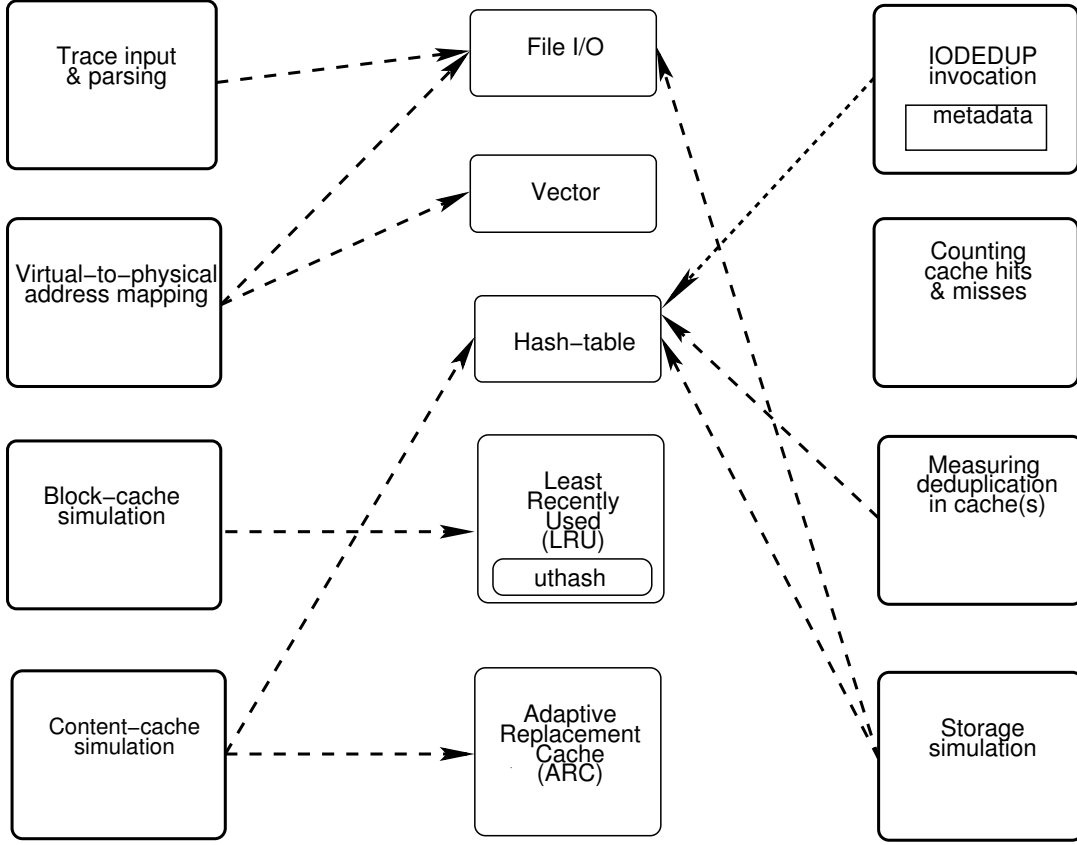 Trace input
& parsing
File I/O
IODEDUP
invocation
metadata
Vector
Virtual−to−physical
address mapping
Counting
cache hits
& misses
Hash−table
Block−cache
simulation
Least
Recently
Used
(LRU)
uthash
Measuring
deduplication
in cache(s)
Content−cache
simulation
Adaptive
Replacement
Cache
(ARC)
Storage
simulation